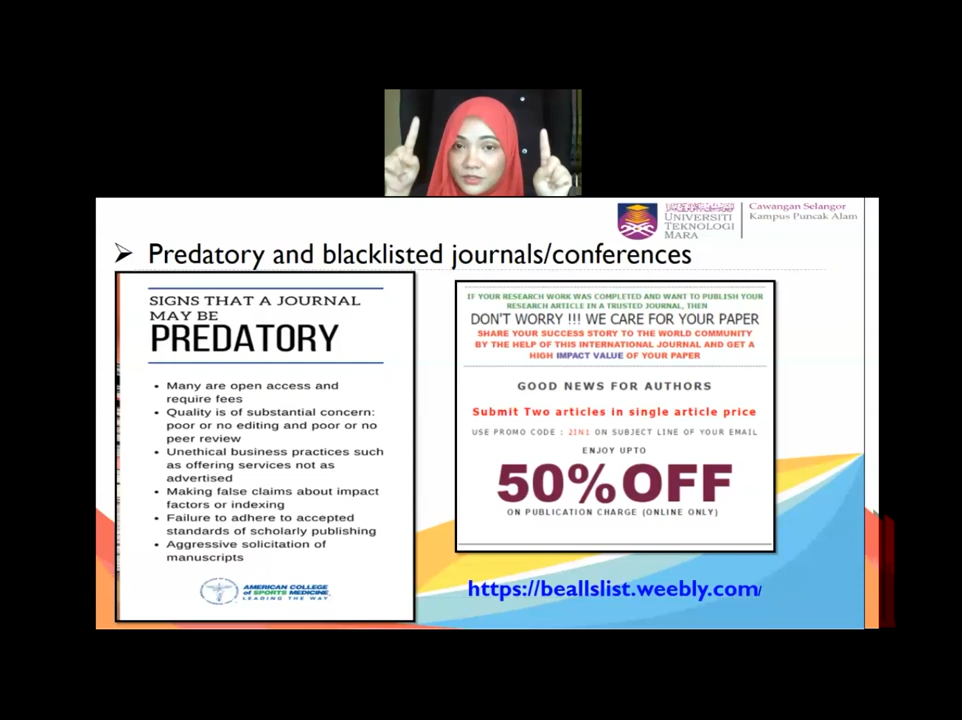 UNIVERSITI
TEKNOLOGI
MARA
Cawangan Selangor
Kampus Puncak Alam
Predatory and blacklisted journals/conferences
SIGNS THAT A JOURNAL
MAY BE
PREDATORY
• Many are open access and
require fees
• Quality is of substantial concern:
poor or no editing and poor or no
peer review
• Unethical business practices such
as offering services not as
advertised
• Making false claims about impact
factors or indexing
• Failure to adhere to accepted
standards of scholarly publishing
• Aggressive solicitation of
manuscripts
AMERICAN COLLEGE
of SPORTS MEDICINE
LEADING THE WAY
IF YOUR RESEARCH WORK WAS COMPLETED AND WANT TO PUBLISH YOUR
RESEARCH ARTICLE IN A TRUSTED JOURNAL, THEN
DON'T WORRY !!! WE CARE FOR YOUR PAPER
SHARE YOUR SUCCESS STORY TO THE WORLD COMMUNITY
BY THE HELP OF THIS INTERNATIONAL JOURNAL AND GET A
HIGH IMPACT VALUE OF YOUR PAPER
GOOD NEWS FOR AUTHORS
Submit Two articles in single article price
USE PROMO CODE : 2IN1 ON SUBJECT LINE OF YOUR EMAIL
ENJOY UPTO
50% OFF
ON PUBLICATION CHARGE (ONLINE ONLY)
https://beallslist.weebly.com/